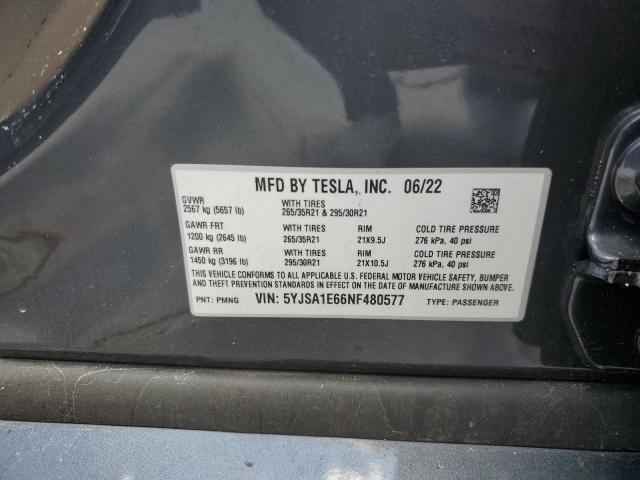 MFD BY TESLA, INC. 06/22
GVWR WITH TIRES
2567 kg (5657 lb) 265/35R21 & 295/30R21
GAWR FRT WITH TIRES RIM COLD TIRE PRESSURE
1200 kg (2645 lb) 265/35R21 21X9.5J 276 kPa, 40 psi
GAWR RR WITH TIRES RIM COLD TIRE PRESSURE
1450 kg (3196 lb) 295/30R21 21X10.5J 276 kPa, 40 psi
THIS VEHICLE CONFORMS TO ALL APPLICABLE U.S. FEDERAL MOTOR VEHICLE SAFETY, BUMPER
AND THEFT PREVENTION STANDARDS IN EFFECT ON THE DATE OF MANUFACTURE SHOWN ABOVE.
PNT: PMNG VIN: 5YJSA1E66NF480577 TYPE: PASSENGER